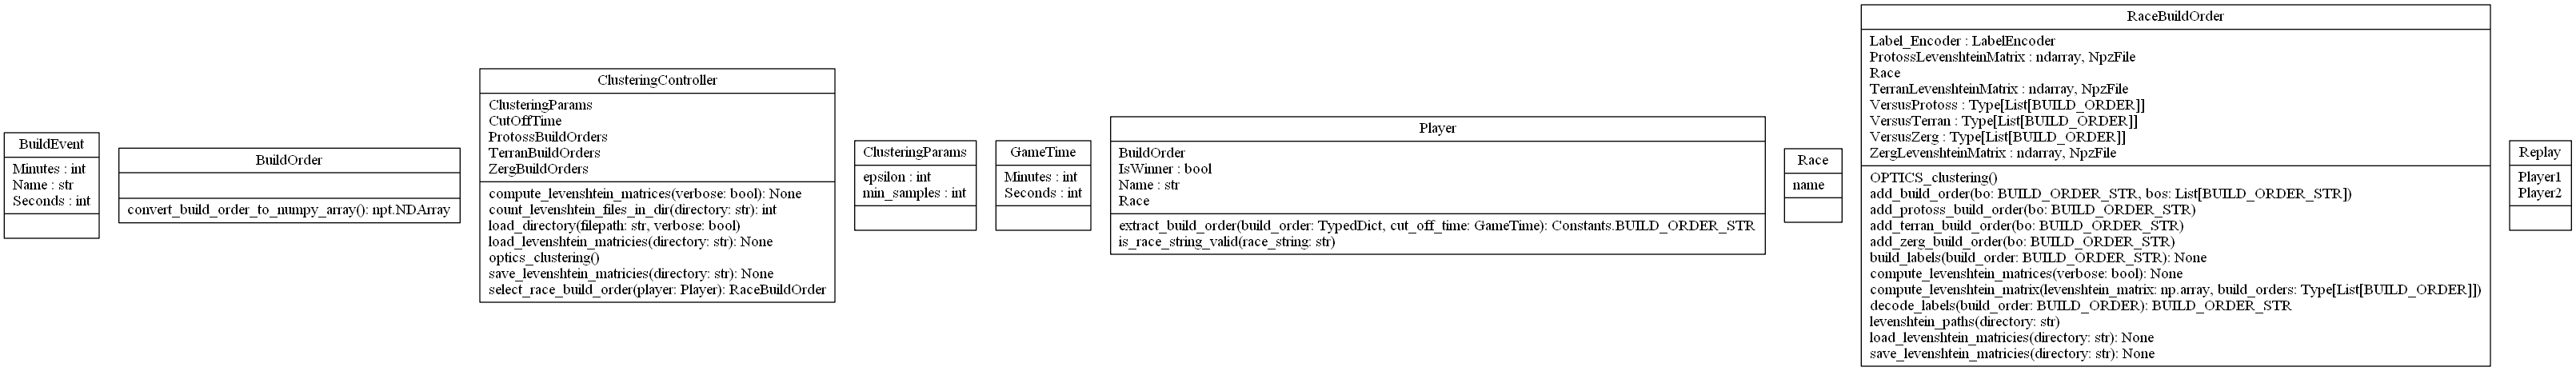 BuildEvent
Minutes : int
Name : str
Seconds : int
BuildOrder
convert_build_order_to_numpy_array(): npt.NDArray
ClusteringController
ClusteringParams
CutOffTime
ProtossBuildOrders
TerranBuildOrders
ZergBuildOrders
compute_levenshtein_matrices(verbose: bool): None
count_levenshtein_files_in_dir(directory: str): int
load_directory(filepath: str, verbose: bool)
load_levenshtein_matricies(directory: str): None
optics_clustering()
save_levenshtein_matricies(directory: str): None
select_race_build_order(player: Player): RaceBuildOrder
ClusteringParams
epsilon : int
min_samples : int
GameTime
Minutes : int
Seconds : int
Player
BuildOrder
IsWinner : bool
Name : str
Race
extract_build_order(build_order: TypedDict, cut_off_time: GameTime): Constants.BUILD_ORDER_STR
is_race_string_valid(race_string: str)
Race
name
RaceBuildOrder
Label_Encoder : LabelEncoder
ProtossLevenshteinMatrix : ndarray, NpzFile
Race
TerranLevenshteinMatrix : ndarray, NpzFile
VersusProtoss : Type[List[BUILD_ORDER]]
VersusTerran : Type[List[BUILD_ORDER]]
VersusZerg : Type[List[BUILD_ORDER]]
ZergLevenshteinMatrix : ndarray, NpzFile
OPTICS_clustering()
add_build_order(bo: BUILD_ORDER_STR, bos: List[BUILD_ORDER_STR])
add_protoss_build_order(bo: BUILD_ORDER_STR)
add_terran_build_order(bo: BUILD_ORDER_STR)
add_zerg_build_order(bo: BUILD_ORDER_STR)
build_labels(build_order: BUILD_ORDER_STR): None
compute_levenshtein_matrices(verbose: bool): None
compute_levenshtein_matrix(levenshtein_matrix: np.array, build_orders: Type[List[BUILD_ORDER]])
decode_labels(build_order: BUILD_ORDER): BUILD_ORDER_STR
levenshtein_paths(directory: str)
load_levenshtein_matricies(directory: str): None
save_levenshtein_matricies(directory: str): None
Replay
Player1
Player2